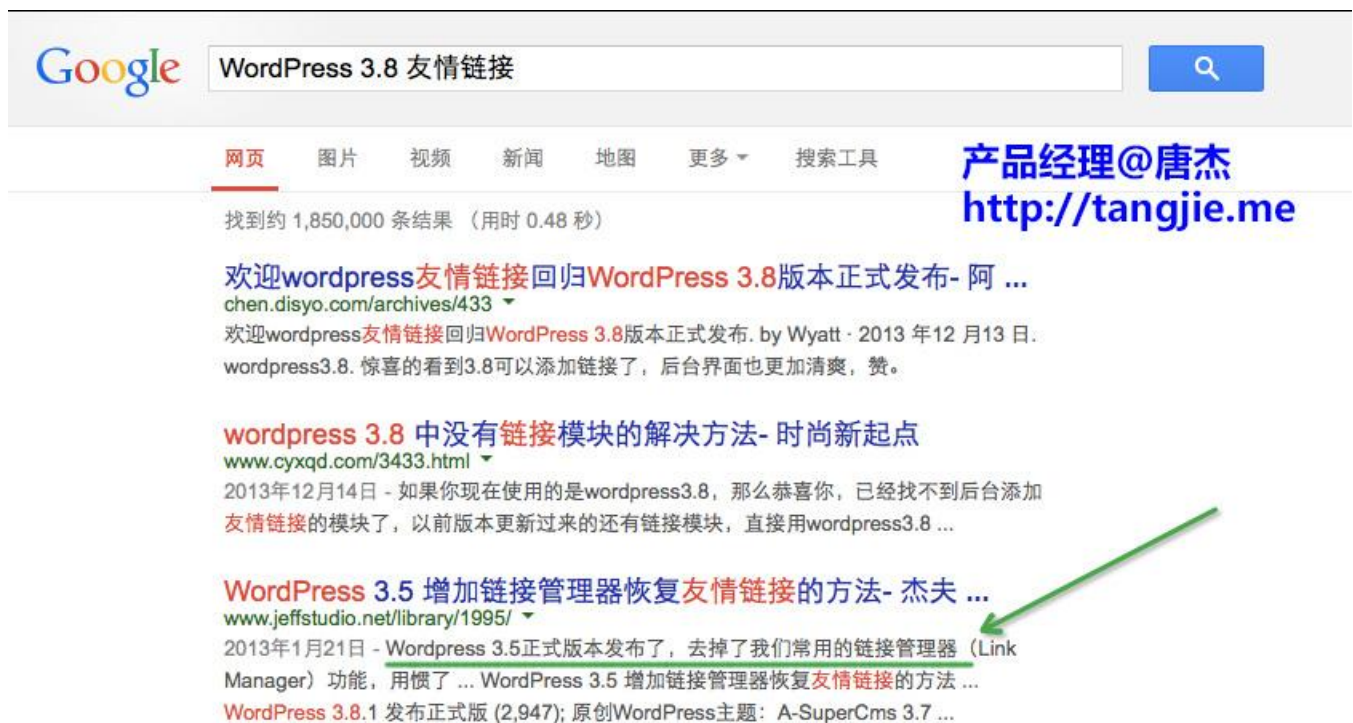 Google
WordPress 3.8 友情链接
网页 图片 视频 新闻 地图 更多 搜索工具
产品经理@唐杰
http://tangjie.me
找到约 1,850,000 条结果 （用时 0.48 秒）
欢迎wordpress友情链接回归WordPress 3.8版本正式发布- 阿 ...
chen.disyo.com/archives/433
欢迎wordpress友情链接回归WordPress 3.8版本正式发布. by Wyatt · 2013 年12 月13 日.
wordpress3.8. 惊喜的看到3.8可以添加链接了，后台界面也更加清爽，赞。
wordpress 3.8 中没有链接模块的解决方法- 时尚新起点
www.cyxqd.com/3433.html
2013年12月14日 - 如果你现在使用的是wordpress3.8，那么恭喜你，已经找不到后台添加
友情链接的模块了，以前版本更新过来的还有链接模块，直接用wordpress3.8 ...
WordPress 3.5 增加链接管理器恢复友情链接的方法- 杰夫 ...
www.jeffstudio.net/library/1995/
2013年1月21日 - Wordpress 3.5正式版本发布了，去掉了我们常用的链接管理器（Link
Manager）功能，用惯了 ... WordPress 3.5 增加链接管理器恢复友情链接的方法 ...
WordPress 3.8.1 发布正式版 (2,947); 原创WordPress主题：A-SuperCms 3.7 ...